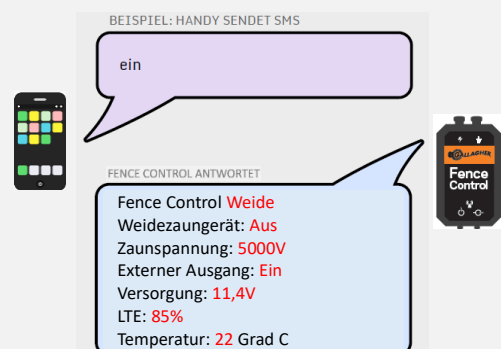 BEISPIEL: HANDY SENDET SMS
ein
GALLAGHER
Fence
Control
FENCE CONTROL ANTWORTET
Fence Control Weide
Weidezaungerät: Aus
Zaunspannung: 5000V
Externer Ausgang: Ein
Versorgung: 11,4V
LTE: 85%
Temperatur: 22 Grad C